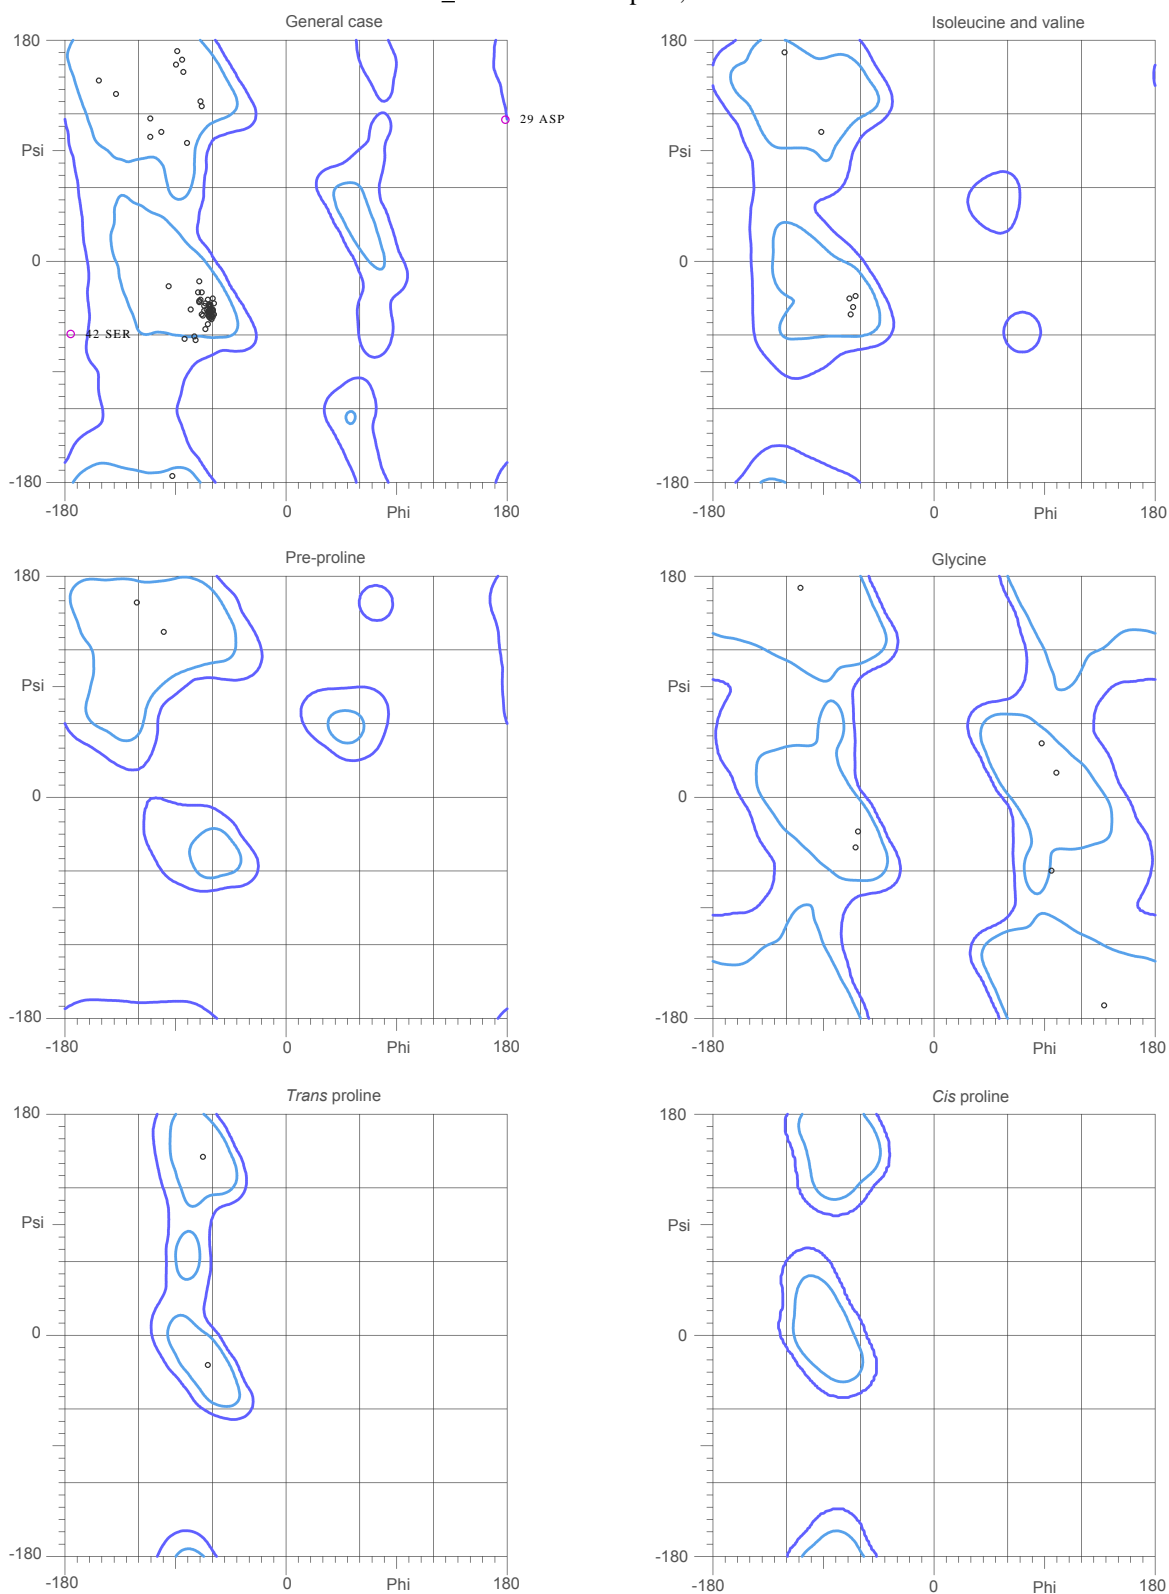 General case
Isoleucine and valine
180
180
29 ASP
Psi
Psi
0
0
42 SER
-180
-180
-180
0
Phi
180
-180
0
Phi
180
Pre-proline
Glycine
180
180
Psi
Psi
0
0
-180
-180
-180
0
Phi
180
-180
0
Phi
180
Trans proline
Cis proline
180
180
Psi
Psi
0
0
-180
-180
-180
0
Phi
180
-180
0
Phi
180